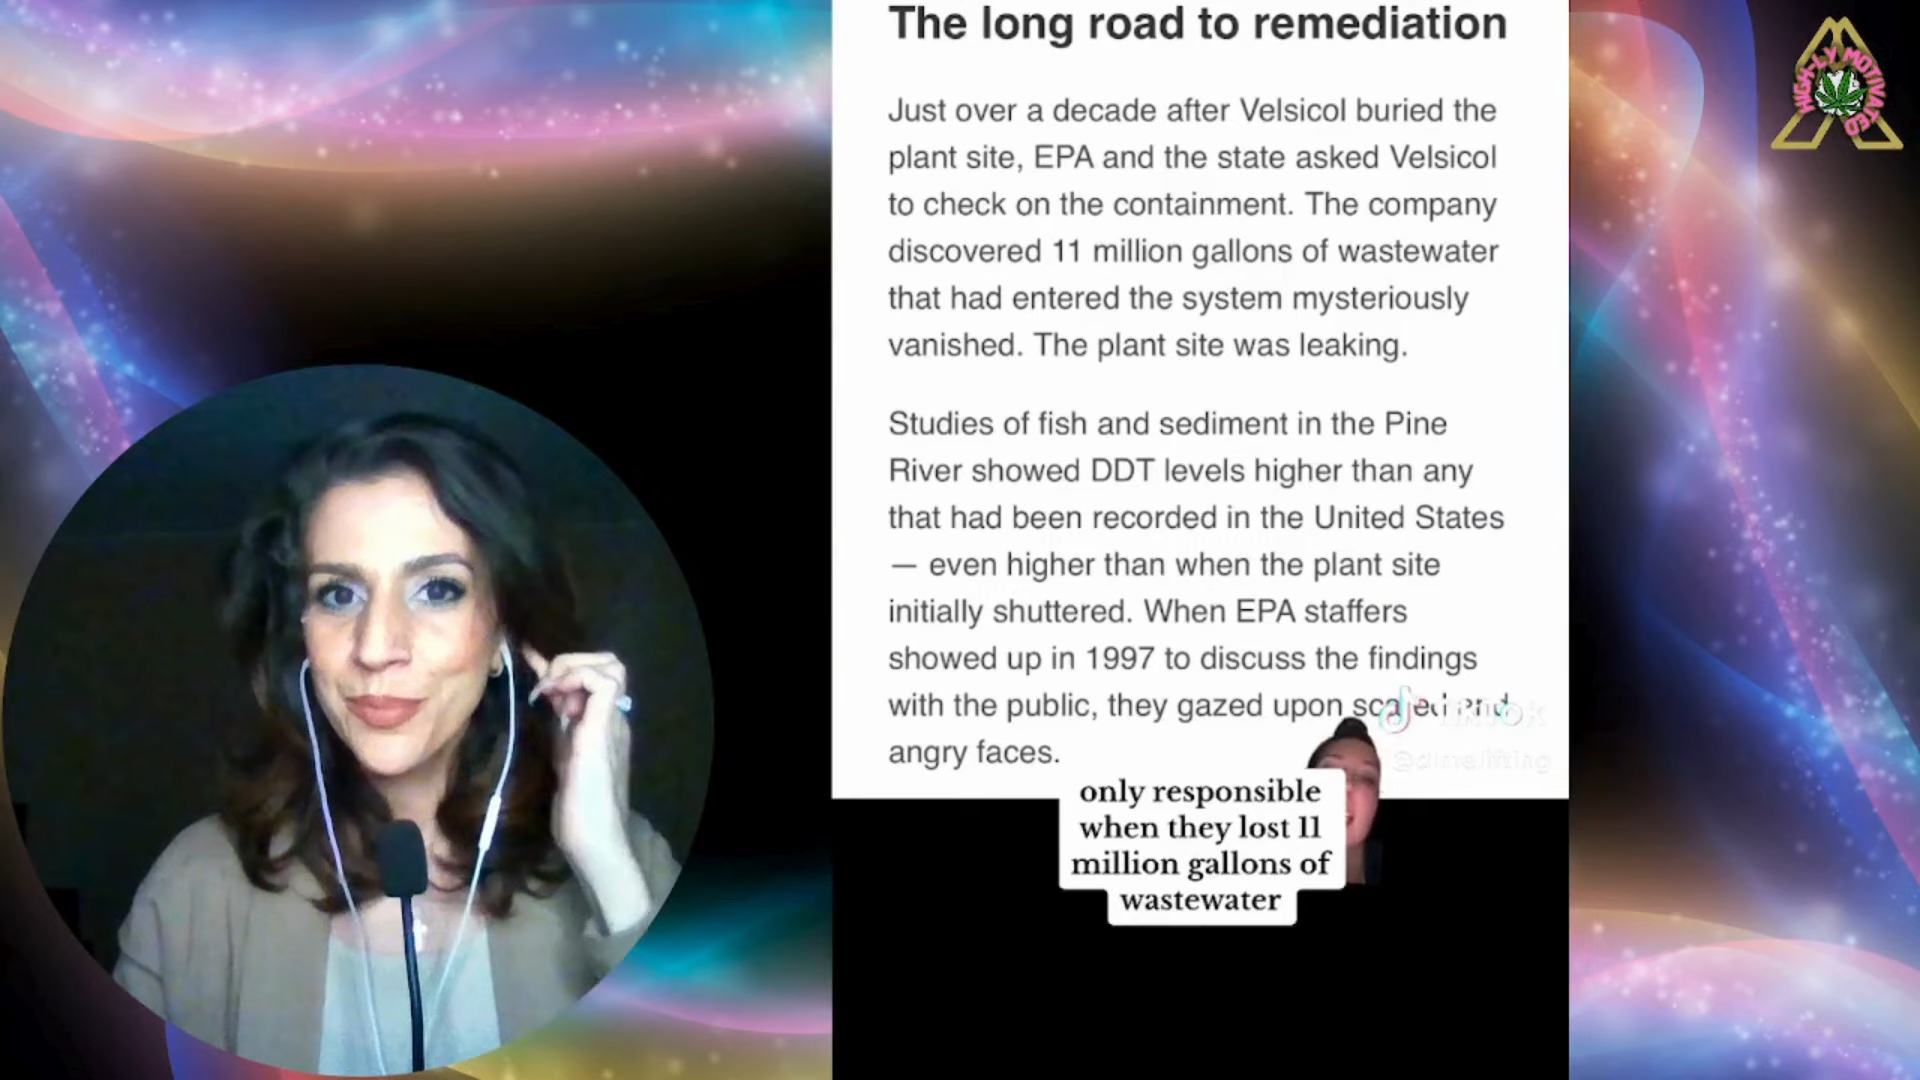 The long road to remediation
Just over a decade after Velsicol buried the
plant site, EPA and the state asked Velsicol
to check on the containment. The company
discovered 11 million gallons of wastewater
that had entered the system mysteriously
vanished. The plant site was leaking.
Studies of fish and sediment in the Pine
River showed DDT levels higher than any
that had been recorded in the United States
— even higher than when the plant site
initially shuttered. When EPA staffers
showed up in 1997 to discuss the findings
with the public, they gazed upon and
angry faces.
TikTok
only responsible
when they lost 11
million gallons of
wastewater
HIGH-LY MOTIVATED